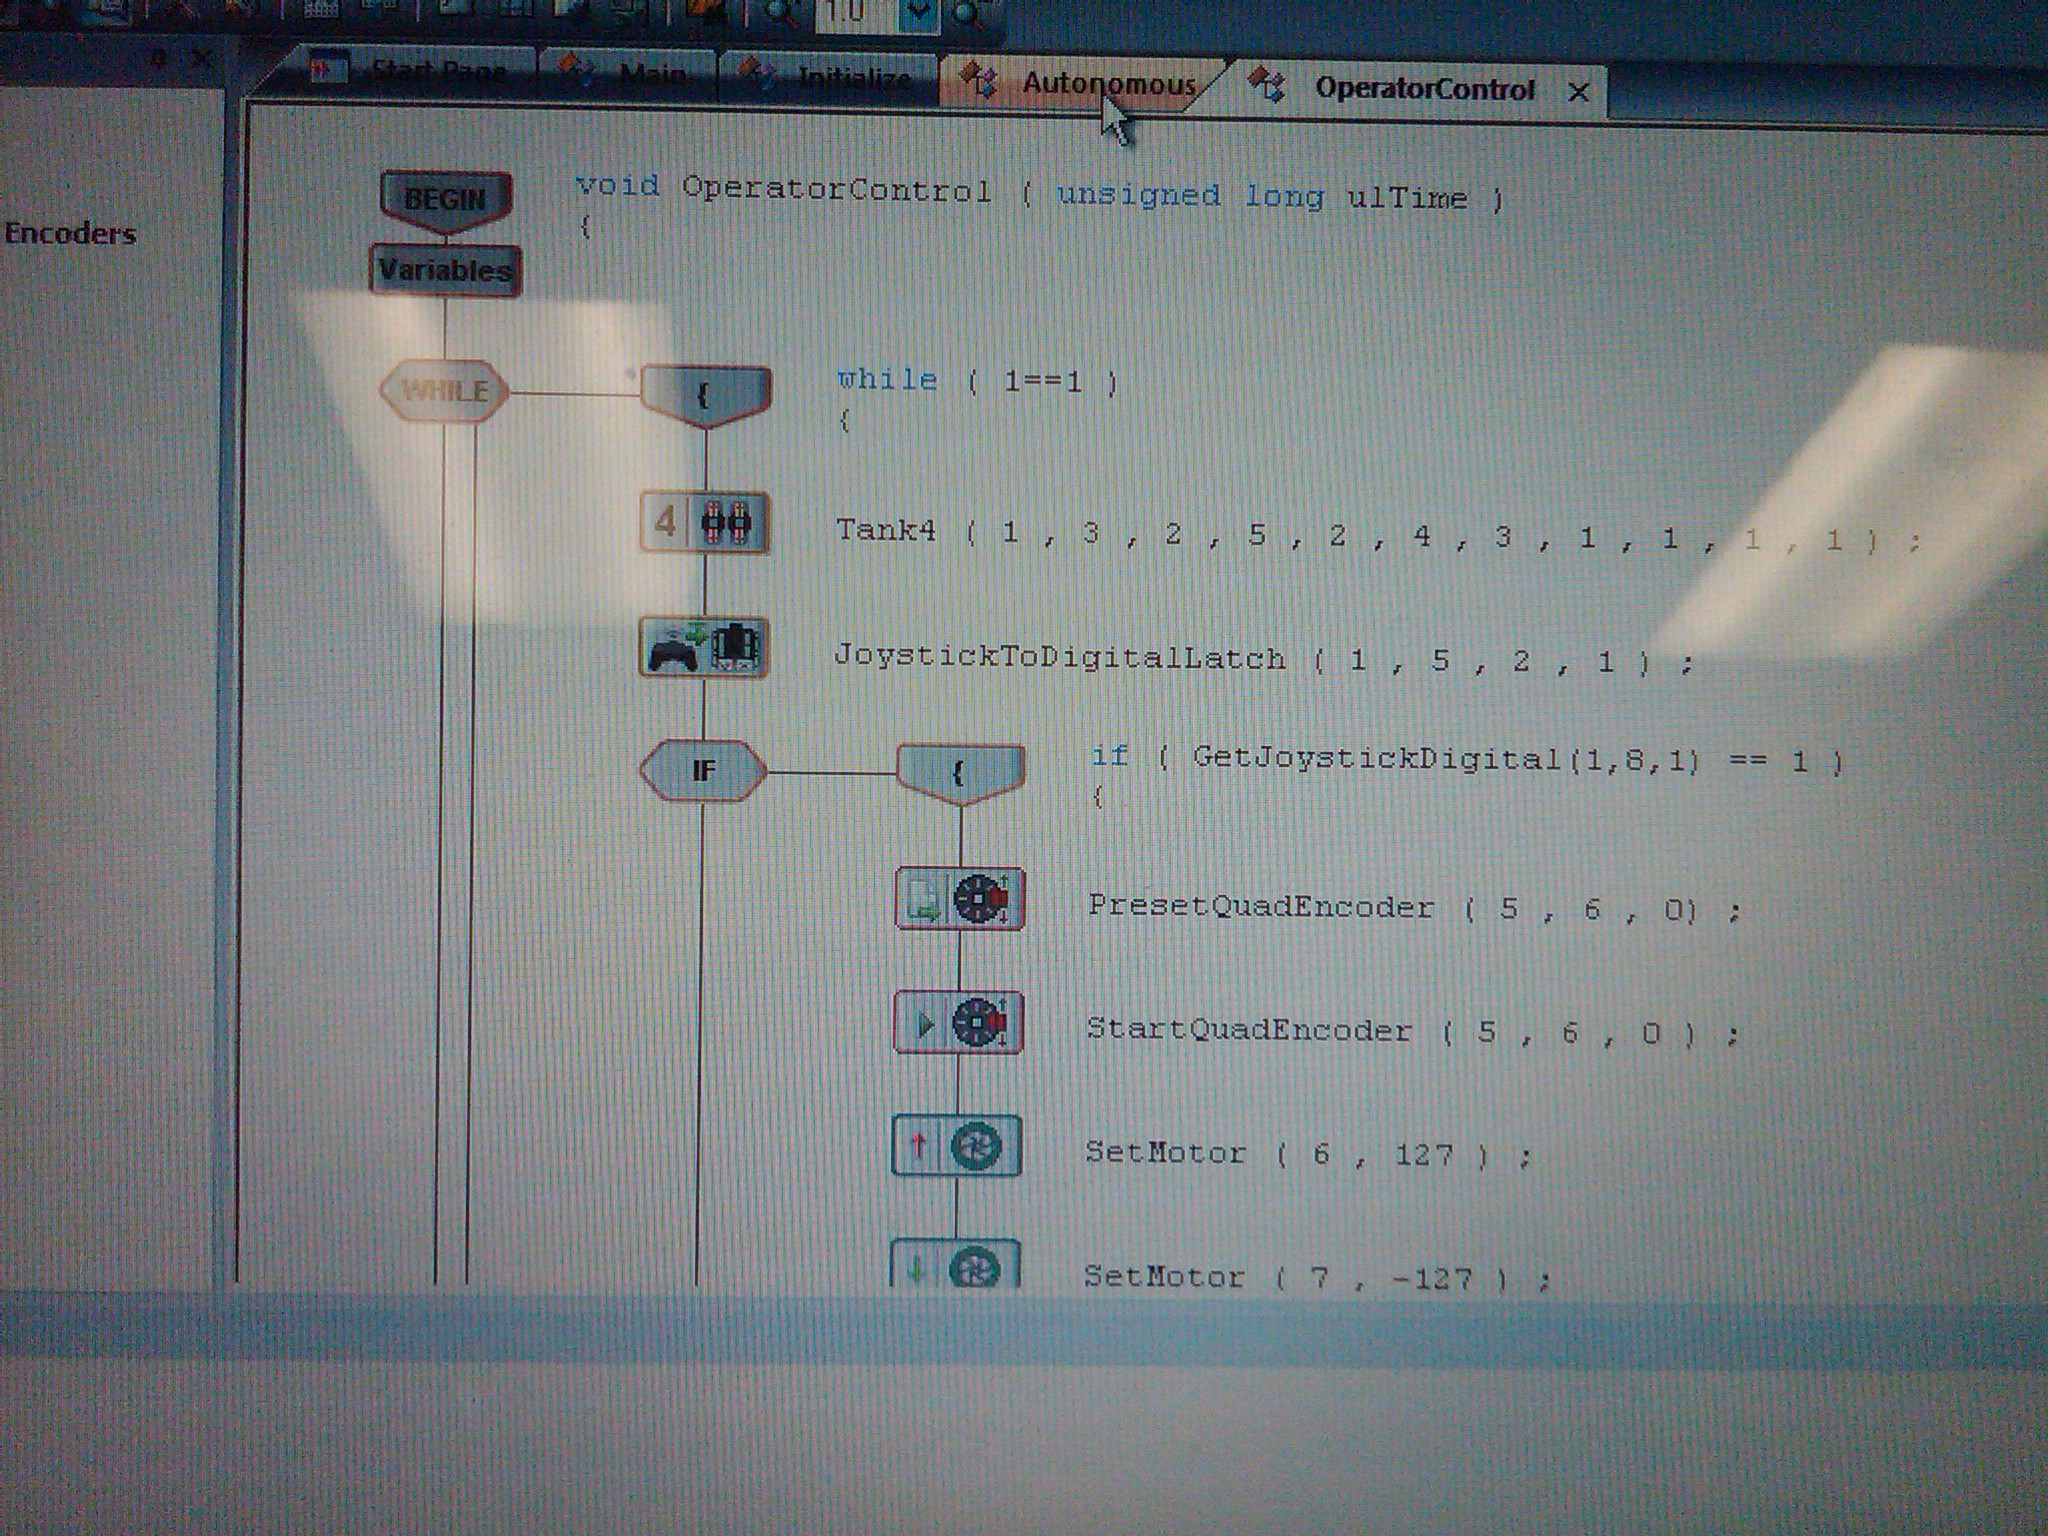 1.0
Start Page Main Initialize Autonomous OperatorControl
Encoders
BEGIN void OperatorControl ( unsigned long ulTime )
{
Variables
WHILE { while ( 1==1 )
{
4 Tank4 ( 1 , 3 , 2 , 5 , 2 , 4 , 3 , 1 , 1 , 1 , 1 ) ;
JoystickToDigitalLatch ( 1 , 5 , 2 , 1 ) ;
IF { if ( GetJoystickDigital(1,8,1) == 1 )
{
PresetQuadEncoder ( 5 , 6 , 0) ;
StartQuadEncoder ( 5 , 6 , 0 ) ;
SetMotor ( 6 , 127 ) ;
SetMotor ( 7 , -127 ) ;